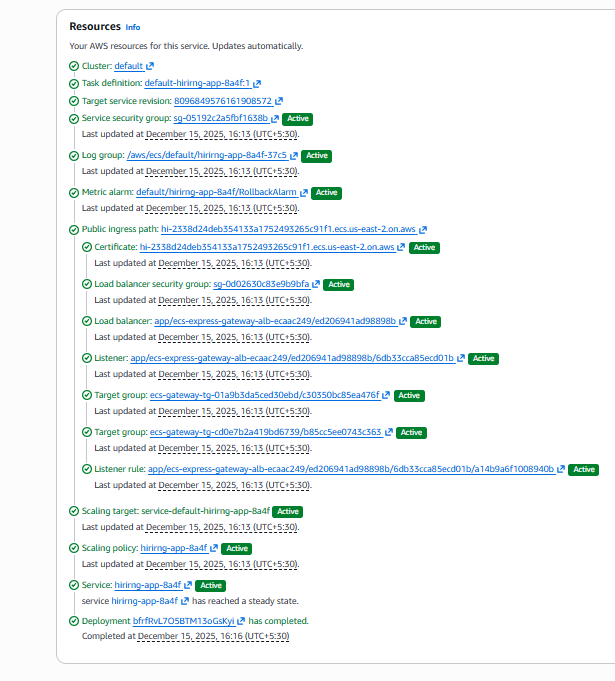 Resources Info
Your AWS resources for this service. Updates automatically.
Cluster: default
Task definition: default-hirirng-app-8a4f:1
Target service revision: 8096849576161908572
Service security group: sg-05192c2a5fbf1638b Active
Last updated at December 15, 2025, 16:13 (UTC+5:30).
Log group: /aws/ecs/default/hirirng-app-8a4f-37c5 Active
Last updated at December 15, 2025, 16:13 (UTC+5:30).
Metric alarm: default/hirirng-app-8a4f/RollbackAlarm Active
Last updated at December 15, 2025, 16:13 (UTC+5:30).
Public ingress path: hi-2338d24deb354133a1752493265c91f1.ecs.us-east-2.on.aws
Certificate: hi-2338d24deb354133a1752493265c91f1.ecs.us-east-2.on.aws Active
Last updated at December 15, 2025, 16:13 (UTC+5:30).
Load balancer security group: sg-0d02630c83e9b9bfa Active
Last updated at December 15, 2025, 16:13 (UTC+5:30).
Load balancer: app/ecs-express-gateway-alb-ecaac249/ed206941ad98898b Active
Last updated at December 15, 2025, 16:13 (UTC+5:30).
Listener: app/ecs-express-gateway-alb-ecaac249/ed206941ad98898b/6db33cca85ecd01b Active
Last updated at December 15, 2025, 16:13 (UTC+5:30).
Target group: ecs-gateway-tg-01a9b3da5ced30ebd/c30350bc85ea476f Active
Last updated at December 15, 2025, 16:13 (UTC+5:30).
Target group: ecs-gateway-tg-cd0e7b2a419bd6739/b85cc5ee0743c363 Active
Last updated at December 15, 2025, 16:13 (UTC+5:30).
Listener rule: app/ecs-express-gateway-alb-ecaac249/ed206941ad98898b/6db33cca85ecd01b/a14b9a6f1008940b Active
Last updated at December 15, 2025, 16:13 (UTC+5:30).
Scaling target: service-default-hirirng-app-8a4f Active
Last updated at December 15, 2025, 16:13 (UTC+5:30).
Scaling policy: hirirng-app-8a4f Active
Last updated at December 15, 2025, 16:13 (UTC+5:30).
Service: hirirng-app-8a4f Active
service hirirng-app-8a4f has reached a steady state.
Deployment bfrfRvL7O5BTM13oGsKyi has completed.
Completed at December 15, 2025, 16:16 (UTC+5:30)